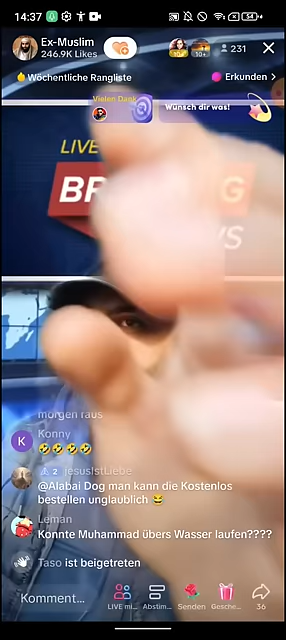 14:37
54
Ex-Muslim
246.9K Likes
10+
231
Wöchentliche Rangliste
Erkunden >
Vielen Dank
Wünsch dir was!
LIVE
BR G
WS
morgen raus
Konny
🤣🤣🤣🤣
2 jesusistLiebe
@Alabai Dog man kann die Kostenlos
bestellen unglaublich 😂
Leman
Konnte Muhammad übers Wasser laufen????
👋 Taso ist beigetreten
Komment...
LIVE mi...
Abstim...
Senden
Gesche...
36